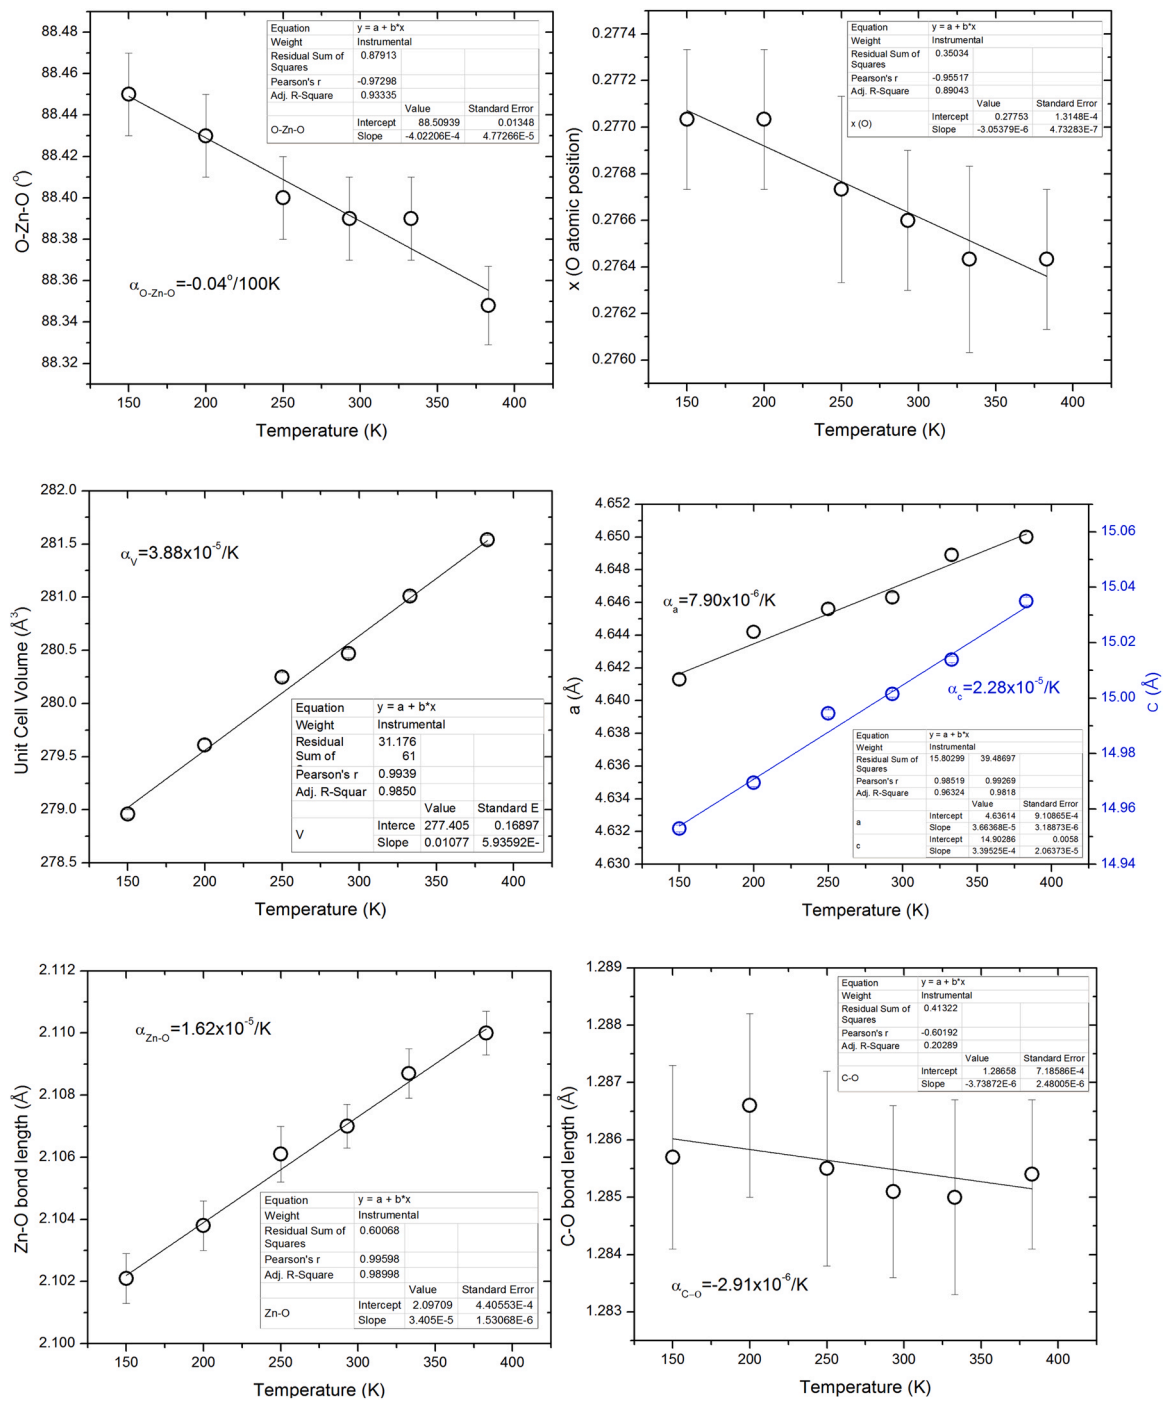 88.48
88.46
88.44
88.42
88.40
88.38
88.36
88.34
88.32
O-Zn-O (°)
150 200 250 300 350 400
Temperature (K)
αO-Zn-O=-0.04°/100K
Equation y = a + b*x
Weight Instrumental
Residual Sum of Squares 0.87913
Pearson's r -0.97298
Adj. R-Square 0.93335
Value Standard Error
O-Zn-O Intercept 88.50939 0.01348
Slope -4.02206E-4 4.77266E-5
0.2774
0.2772
0.2770
0.2768
0.2766
0.2764
0.2762
0.2760
x (O atomic position)
150 200 250 300 350 400
Temperature (K)
Equation y = a + b*x
Weight Instrumental
Residual Sum of Squares 0.35034
Pearson's r -0.95517
Adj. R-Square 0.89043
Value Standard Error
x (O) Intercept 0.27753 1.3148E-4
Slope -3.05379E-6 4.73283E-7
282.0
281.5
281.0
280.5
280.0
279.5
279.0
278.5
Unit Cell Volume (Å³)
150 200 250 300 350 400
Temperature (K)
αV=3.88x10⁻⁵/K
Equation y = a + b*x
Weight Instrumental
Residual 31.176
Sum of 61
Pearson's r 0.9939
Adj. R-Squar 0.9850
Value Standard E
V Interce 277.405 0.16897
Slope 0.01077 5.93592E-
4.652
4.650
4.648
4.646
4.644
4.642
4.640
4.638
4.636
4.634
4.632
4.630
a (Å)
150 200 250 300 350 400
Temperature (K)
15.06
15.04
15.02
15.00
14.98
14.96
14.94
C (Å)
αa=7.90x10⁻⁶/K
αc=2.28x10⁻⁵/K
Equation y = a + b*x
Weight Instrumental
Residual Sum of Squares 15.80299 39.48697
Pearson's r 0.98519 0.99269
Adj. R-Square 0.96324 0.9818
Value Standard Error
a Intercept 4.63614 9.10865E-4
Slope 3.66368E-5 3.18873E-6
c Intercept 14.90286 0.0058
Slope 3.39525E-4 2.06373E-5
2.112
2.110
2.108
2.106
2.104
2.102
2.100
Zn-O bond length (Å)
150 200 250 300 350 400
Temperature (K)
αZn-O=1.62x10⁻⁵/K
Equation y = a + b*x
Weight Instrumental
Residual Sum of Squares 0.60068
Pearson's r 0.99598
Adj. R-Square 0.98998
Value Standard Error
Zn-O Intercept 2.09709 4.40553E-4
Slope 3.405E-5 1.53068E-6
1.289
1.288
1.287
1.286
1.285
1.284
1.283
C-O bond length (Å)
150 200 250 300 350 400
Temperature (K)
αC-O=-2.91x10⁻⁶/K
Equation y = a + b*x
Weight Instrumental
Residual Sum of Squares 0.41322
Pearson's r -0.60192
Adj. R-Square 0.20289
Value Standard Error
C-O Intercept 1.28658 7.18586E-4
Slope -3.73872E-6 2.48005E-6